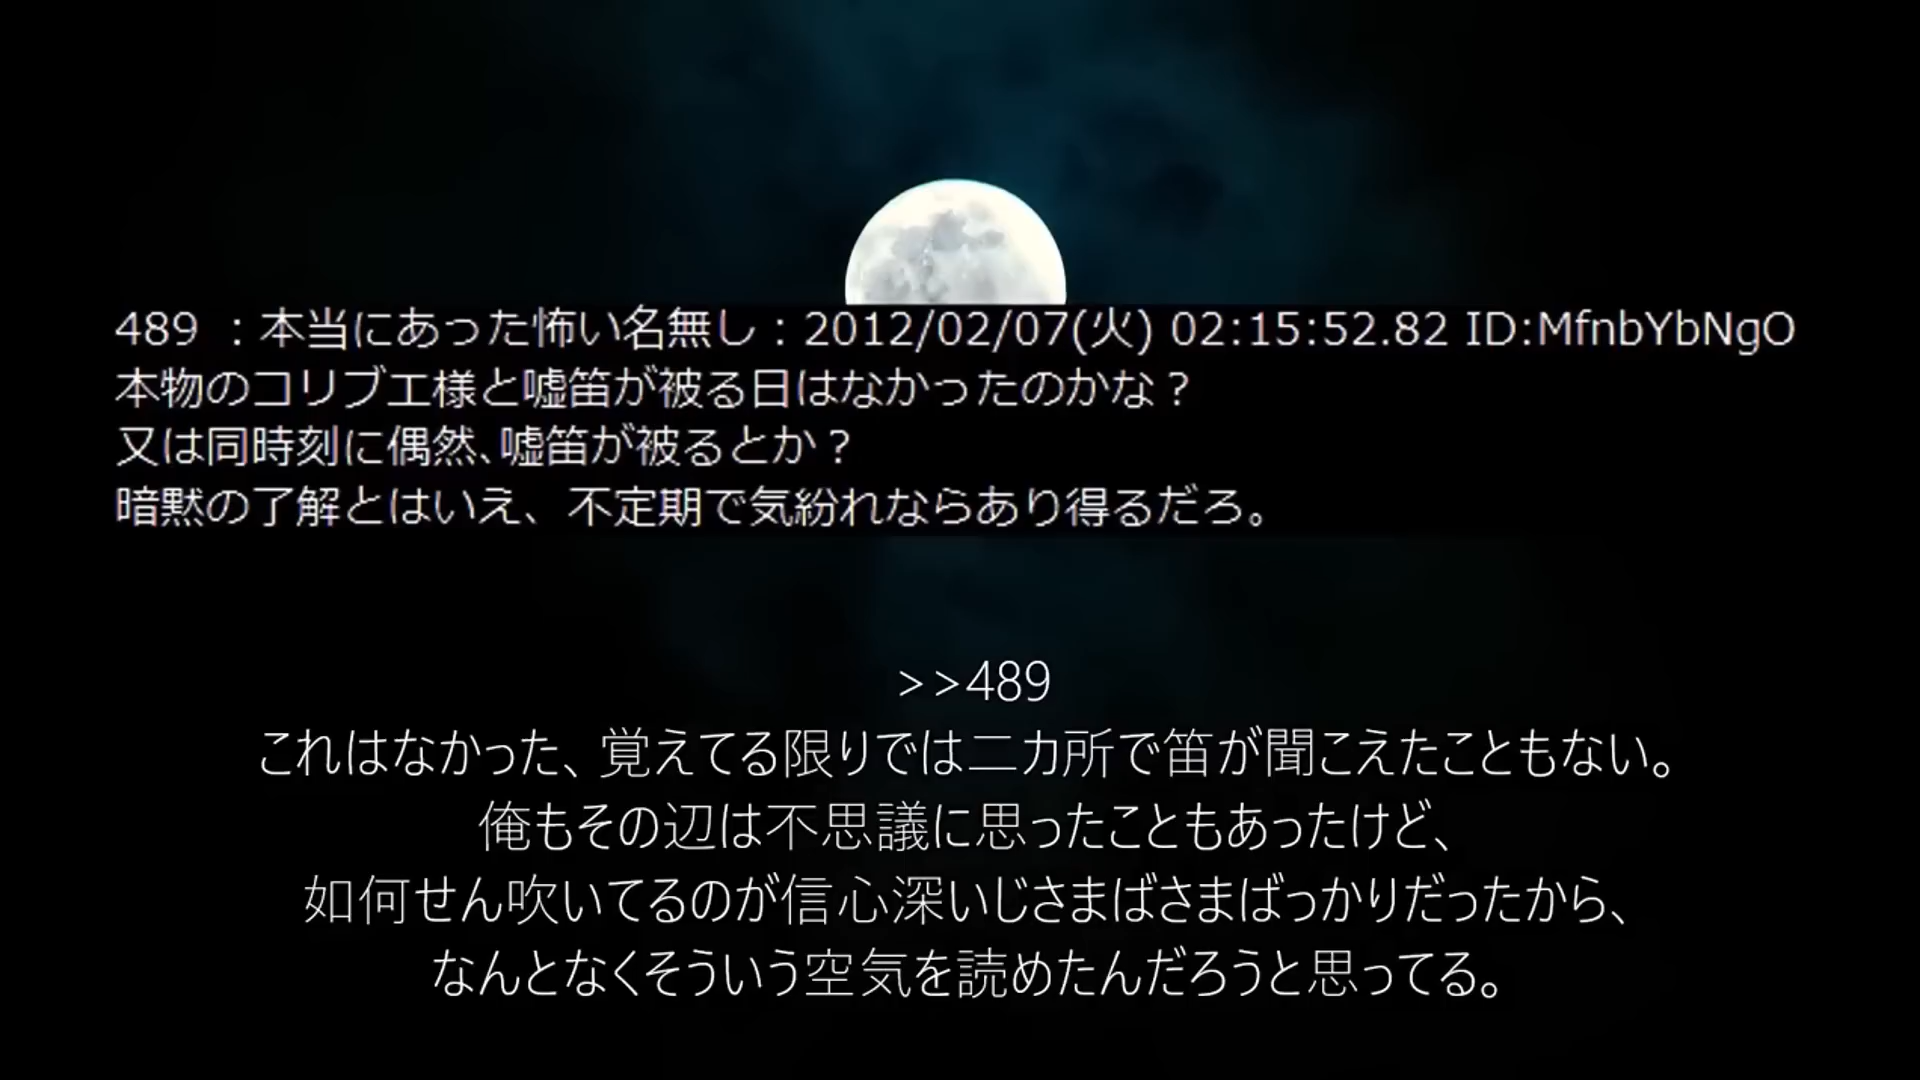 489 ：本当にあった怖い名無し：2012/02/07(火) 02:15:52.82 ID:MfnbYbNgO
本物のコリブエ様と嘘笛が被る日はなかったのかな？
又は同時刻に偶然､嘘笛が被るとか？
暗黙の了解とはいえ、不定期で気紛れならあり得るだろ。
>>489
これはなかった、覚えてる限りでは二カ所で笛が聞こえたこともない。
俺もその辺は不思議に思ったこともあったけど、
如何せん吹いてるのが信心深いじさまばさまばっかりだったから、
なんとなくそういう空気を読めたんだろうと思ってる。